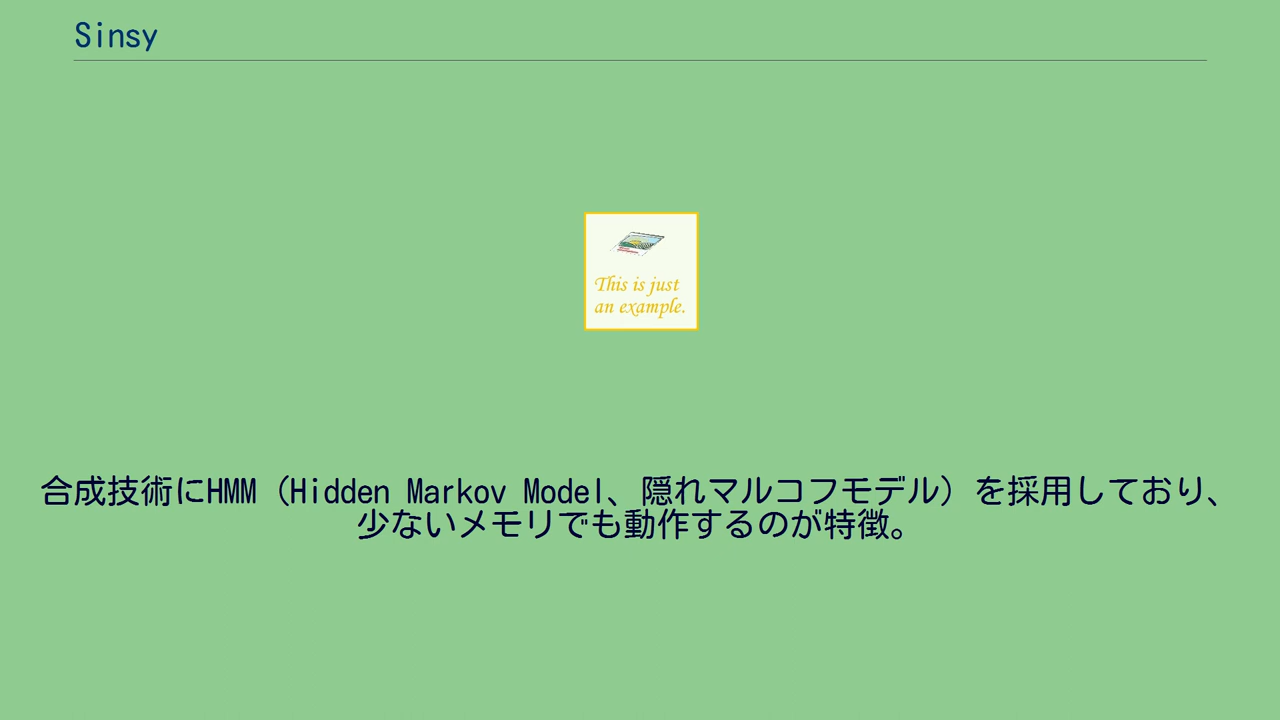 Sinsy
This is just
an example.
合成技術にHMM（Hidden Markov Model、隠れマルコフモデル）を採用しており、
少ないメモリでも動作するのが特徴。